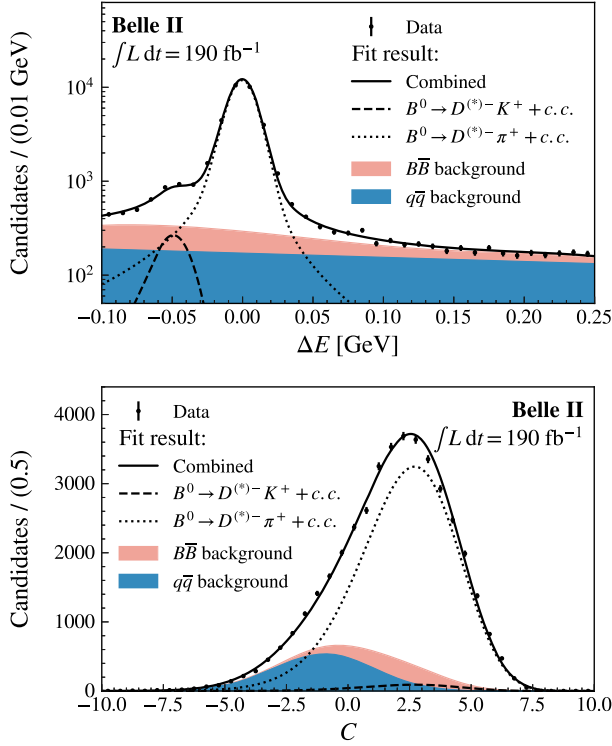 Belle II
∫L dt = 190 fb⁻¹
Data
Fit result:
Combined
B⁰ → D⁽*⁾⁻ K⁺ + c.c.
B⁰ → D⁽*⁾⁻ π⁺ + c.c.
BB̅ background
qq̅ background
Candidates / (0.01 GeV)
10⁴
10³
10²
−0.10 −0.05 0.00 0.05 0.10 0.15 0.20 0.25
ΔE [GeV]
Data
Fit result:
Combined
B⁰ → D⁽*⁾⁻ K⁺ + c.c.
B⁰ → D⁽*⁾⁻ π⁺ + c.c.
BB̅ background
qq̅ background
Belle II
∫L dt = 190 fb⁻¹
Candidates / (0.5)
4000
3200
2400
1600
800
0
−10.0 −7.5 −5.0 −2.5 0.0 2.5 5.0 7.5 10.0
C